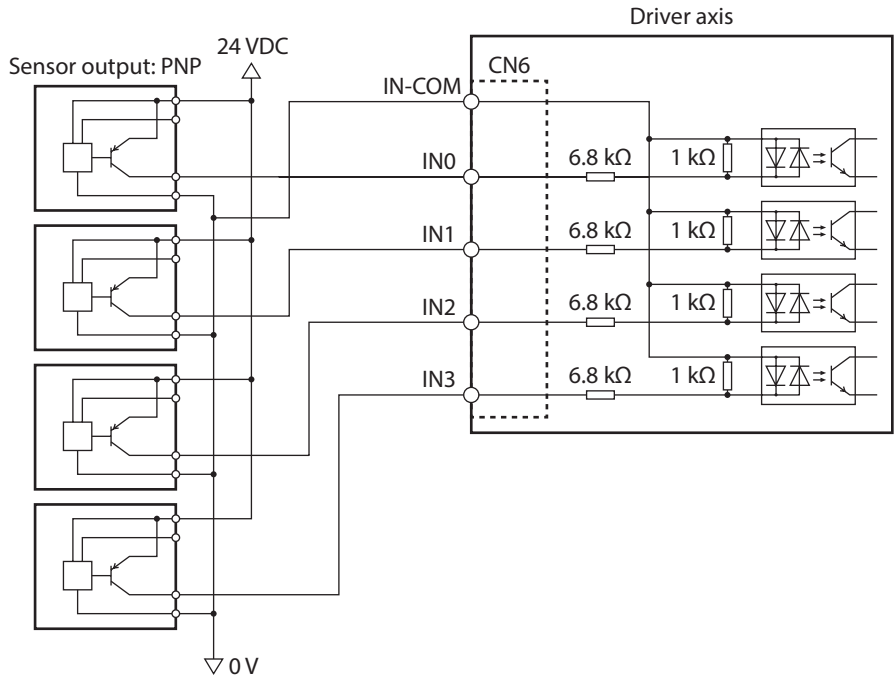 Driver axis
24 VDC
Sensor output: PNP
CN6
IN-COM
IN0
6.8 kΩ
1 kΩ
IN1
6.8 kΩ
1 kΩ
IN2
6.8 kΩ
1 kΩ
IN3
6.8 kΩ
1 kΩ
0 V